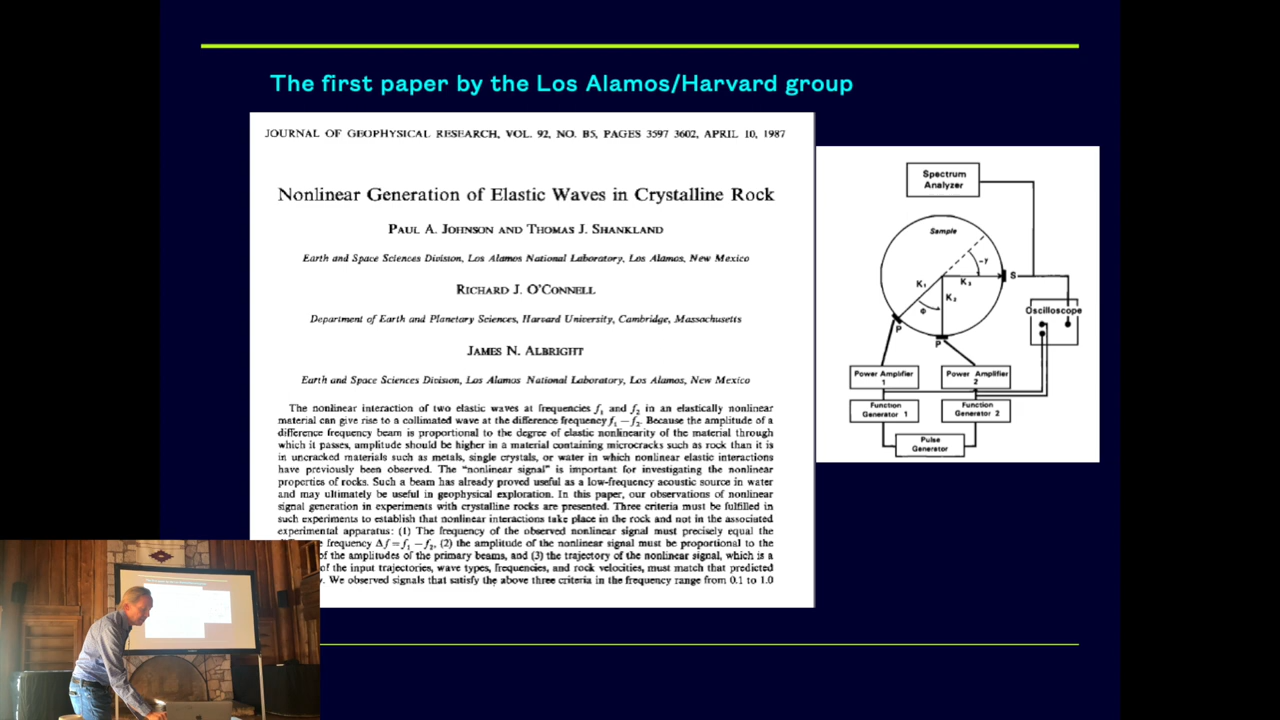 The first paper by the Los Alamos/Harvard group
JOURNAL OF GEOPHYSICAL RESEARCH, VOL. 92, NO. B5, PAGES 3597 3602, APRIL 10, 1987
Nonlinear Generation of Elastic Waves in Crystalline Rock
PAUL A. JOHNSON AND THOMAS J. SHANKLAND
Earth and Space Sciences Division, Los Alamos National Laboratory, Los Alamos, New Mexico
RICHARD J. O'CONNELL
Department of Earth and Planetary Sciences, Harvard University, Cambridge, Massachusetts
JAMES N. ALBRIGHT
Earth and Space Sciences Division, Los Alamos National Laboratory, Los Alamos, New Mexico
The nonlinear interaction of two elastic waves at frequencies f₁ and f₂ in an elastically nonlinear
material can give rise to a collimated wave at the difference frequency f₁ − f₂. Because the amplitude of a
difference frequency beam is proportional to the degree of elastic nonlinearity of the material through
which it passes, amplitude should be higher in a material containing microcracks such as rock than it is
in uncracked materials such as metals, single crystals, or water in which nonlinear elastic interactions
have previously been observed. The "nonlinear signal" is important for investigating the nonlinear
properties of rocks. Such a beam has already proved useful as a low-frequency acoustic source in water
and may ultimately be useful in geophysical exploration. In this paper, our observations of nonlinear
signal generation in experiments with crystalline rocks are presented. Three criteria must be fulfilled in
such experiments to establish that nonlinear interactions take place in the rock and not in the associated
experimental apparatus: (1) The frequency of the observed nonlinear signal must precisely equal the
frequency Δf = f₁ − f₂, (2) the amplitude of the nonlinear signal must be proportional to the
of the amplitudes of the primary beams, and (3) the trajectory of the nonlinear signal, which is a
of the input trajectories, wave types, frequencies, and rock velocities, must match that predicted
. We observed signals that satisfy the above three criteria in the frequency range from 0.1 to 1.0
Spectrum
Analyzer
Sample
-γ
S
K₁
K₃
K₂
Φ
P
P
Oscilloscope
Power Amplifier
1
Power Amplifier
2
Function
Generator 1
Function
Generator 2
Pulse
Generator